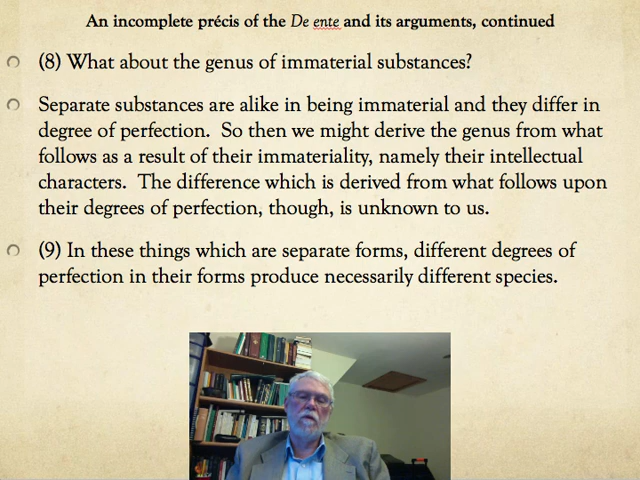 An incomplete précis of the De ente and its arguments, continued
(8) What about the genus of immaterial substances?
Separate substances are alike in being immaterial and they differ in
degree of perfection. So then we might derive the genus from what
follows as a result of their immateriality, namely their intellectual
characters. The difference which is derived from what follows upon
their degrees of perfection, though, is unknown to us.
(9) In these things which are separate forms, different degrees of
perfection in their forms produce necessarily different species.